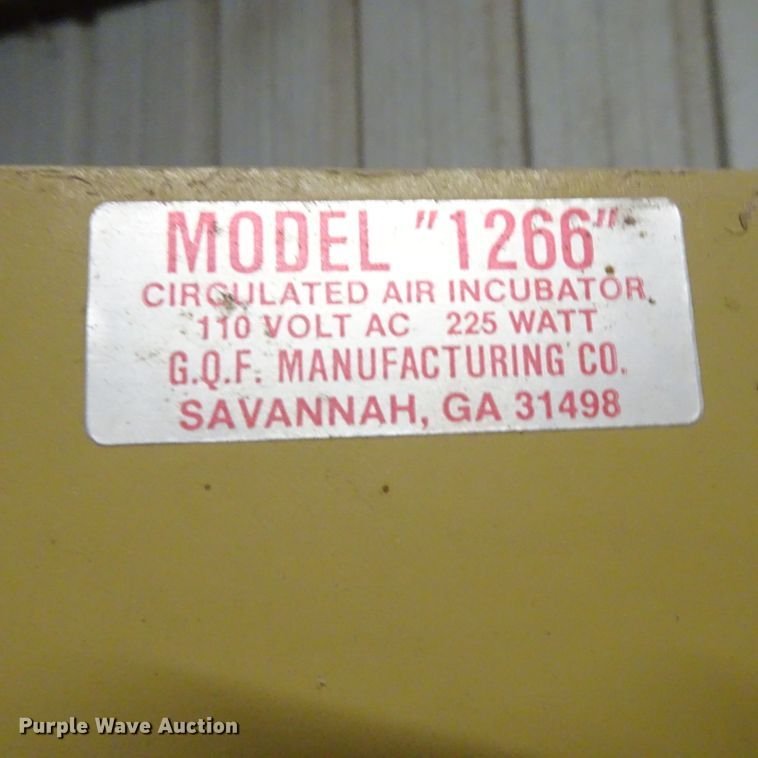 MODEL "1266"
CIRCULATED AIR INCUBATOR
110 VOLT AC 225 WATT
G.Q.F. MANUFACTURING CO.
SAVANNAH, GA 31498
Purple Wave Auction